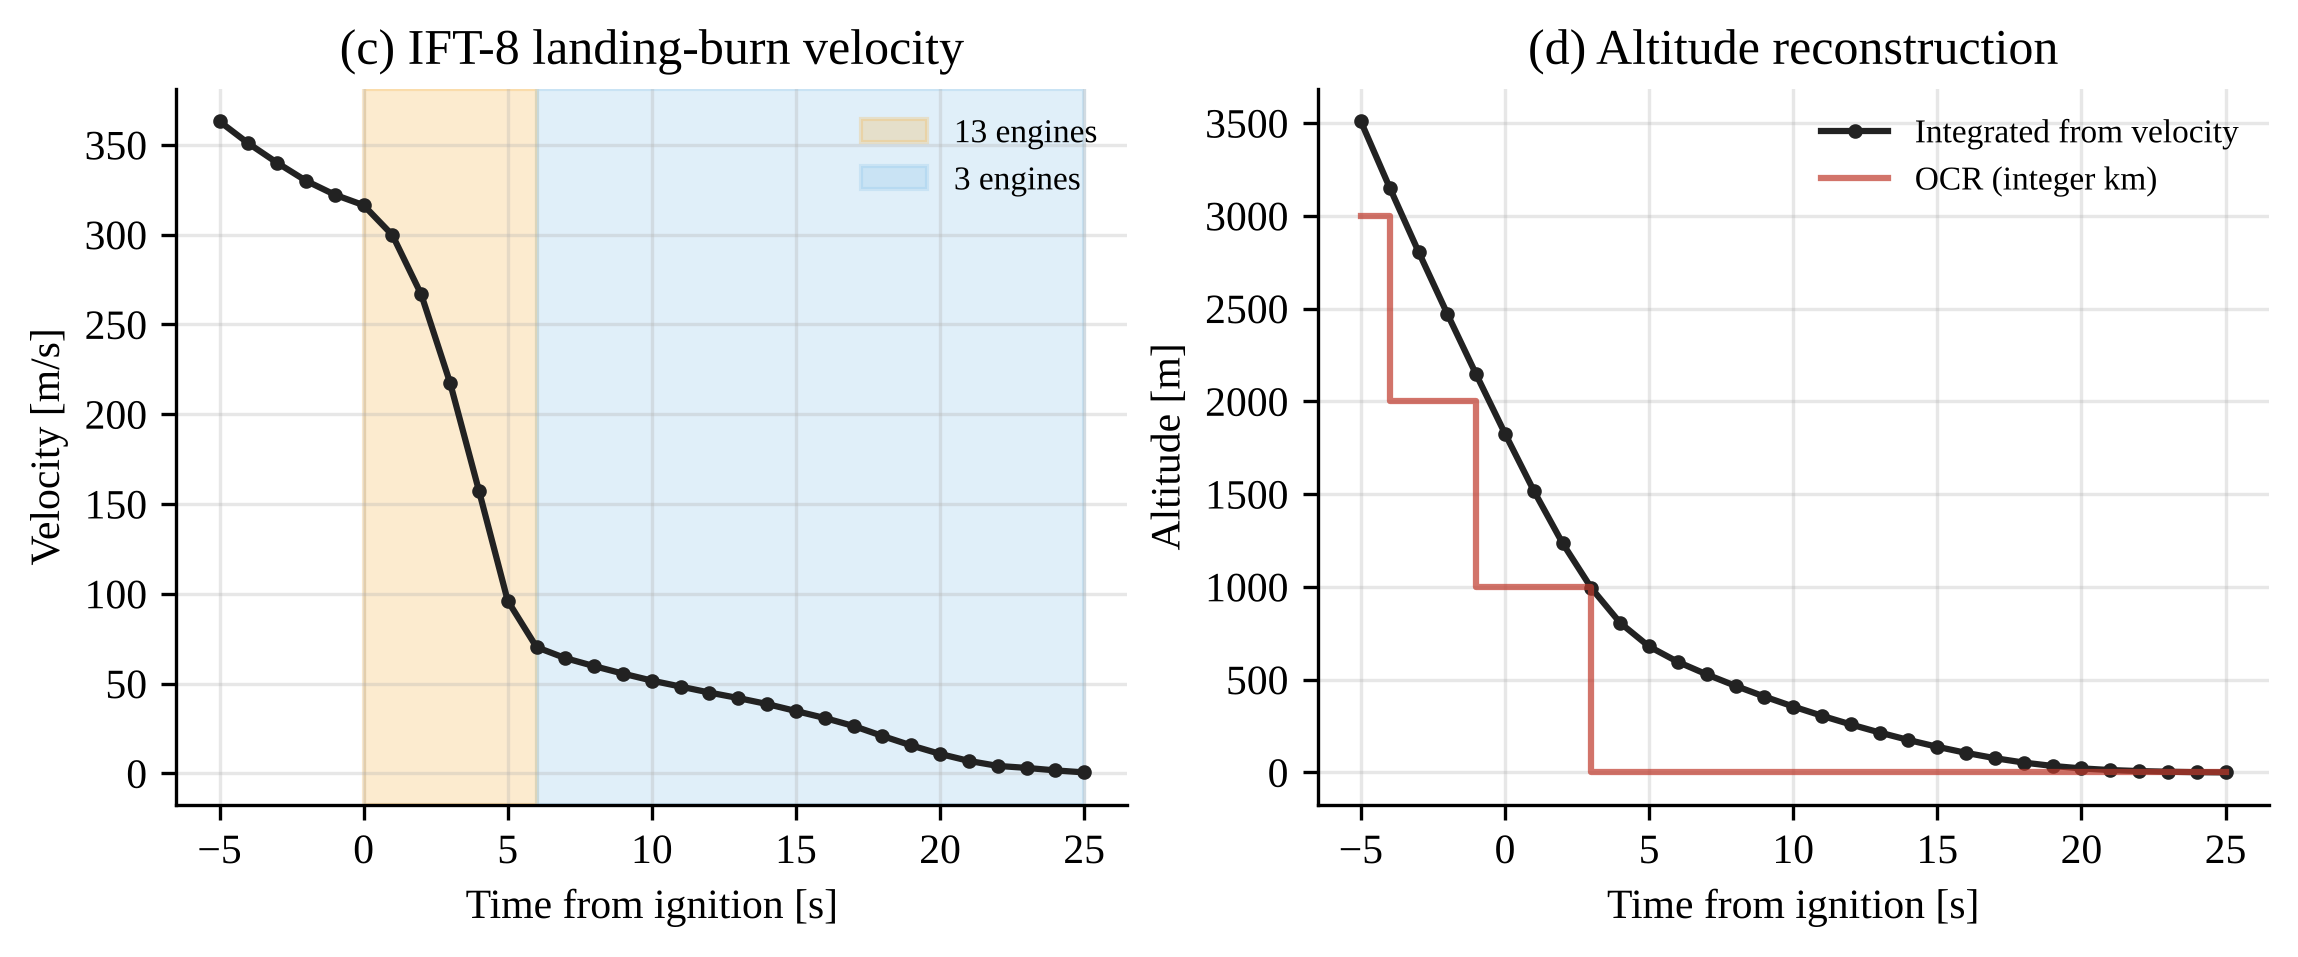 (c) IFT-8 landing-burn velocity
13 engines
3 engines
350
300
250
200
150
100
50
0
Velocity [m/s]
−5 0 5 10 15 20 25
Time from ignition [s]
(d) Altitude reconstruction
Integrated from velocity
OCR (integer km)
3500
3000
2500
2000
1500
1000
500
0
Altitude [m]
−5 0 5 10 15 20 25
Time from ignition [s]